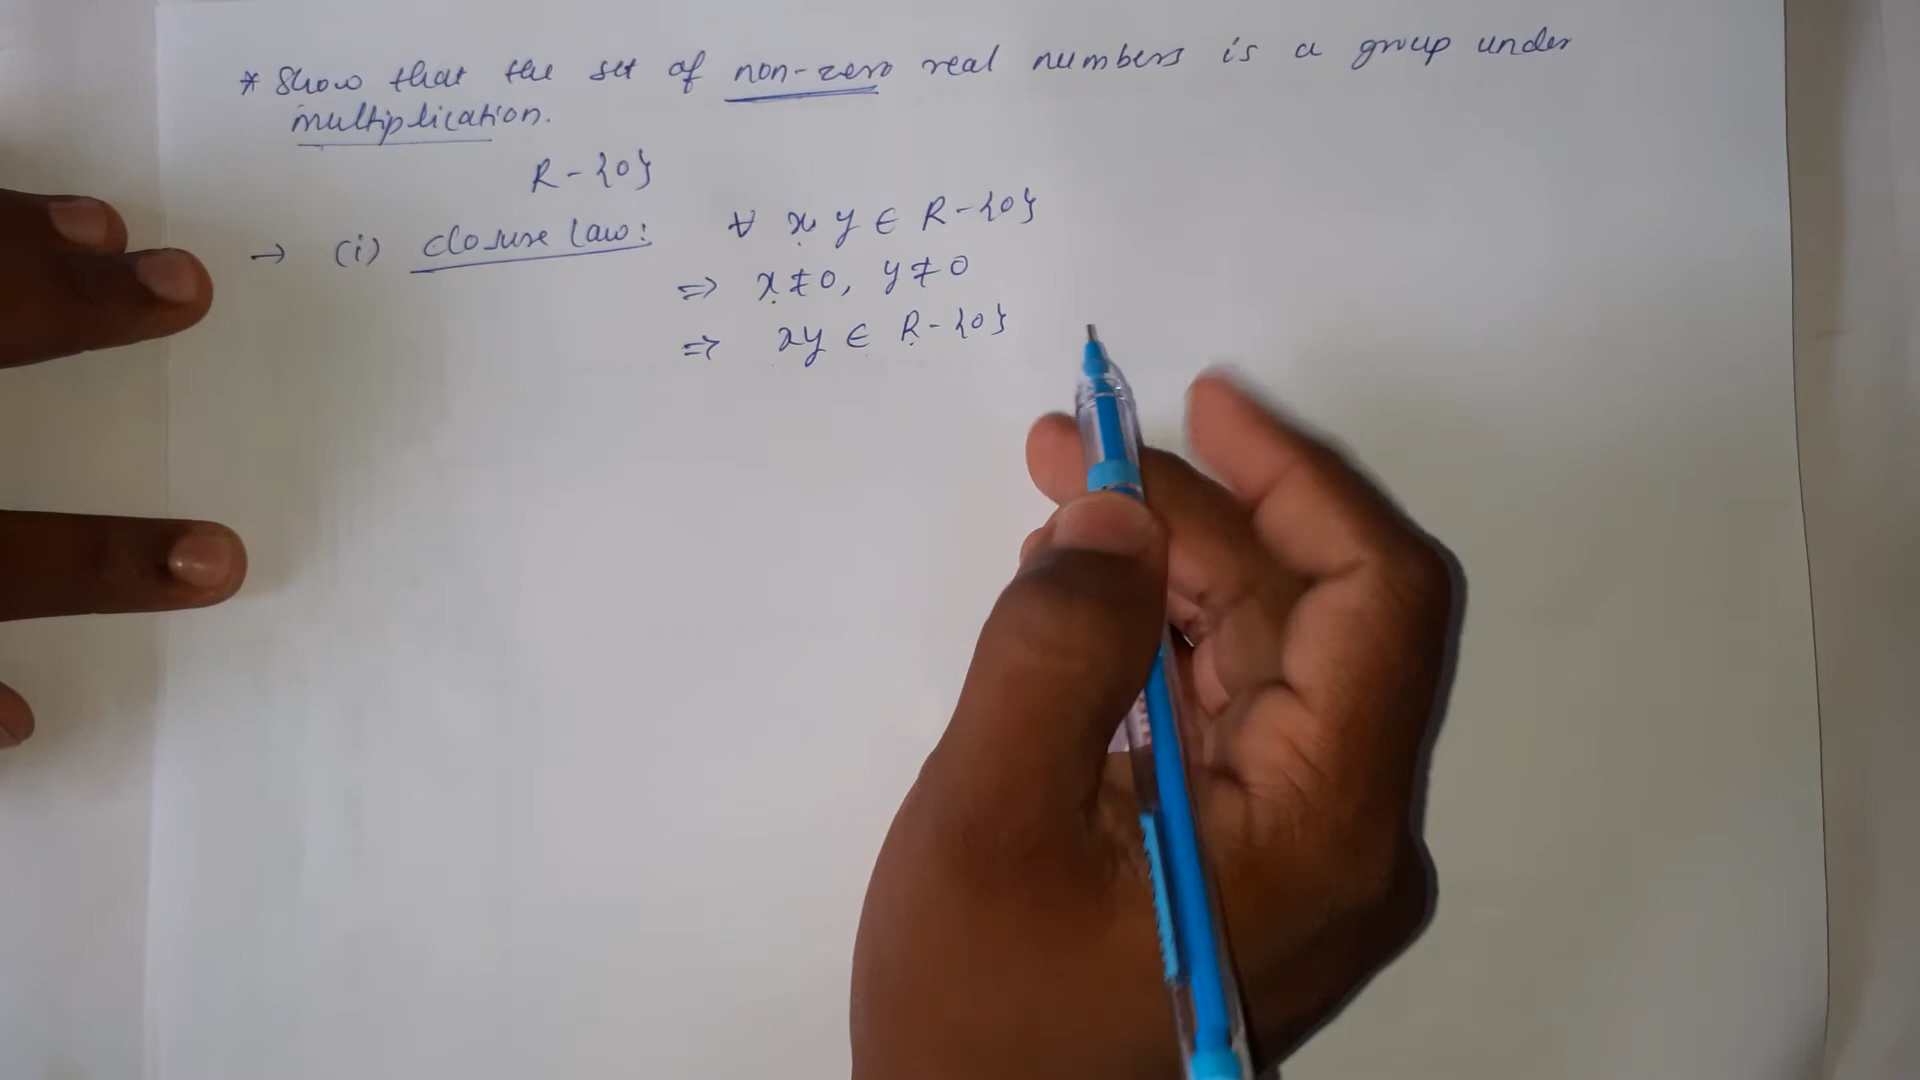 * Show that the set of non-zero real numbers is a group under
multiplication.
R - {0}
→ (i) closure law: ∀ x y ∈ R - {0}
⇒ x ≠ 0, y ≠ 0
⇒ xy ∈ R - {0}